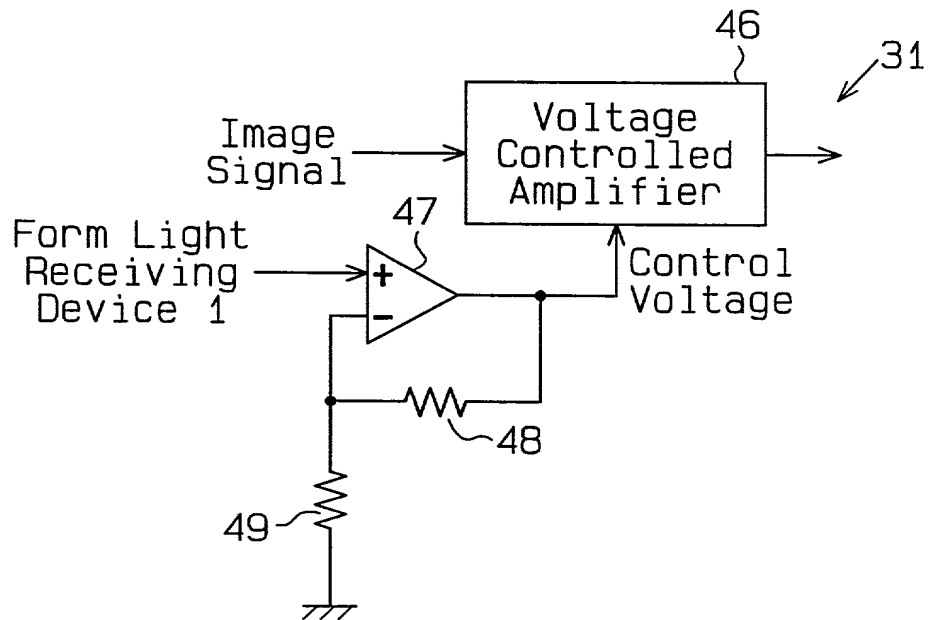 46
31
Voltage
Controlled
Amplifier
Image
Signal
47
Form Light
Receiving
Device 1
+
−
Control
Voltage
48
49